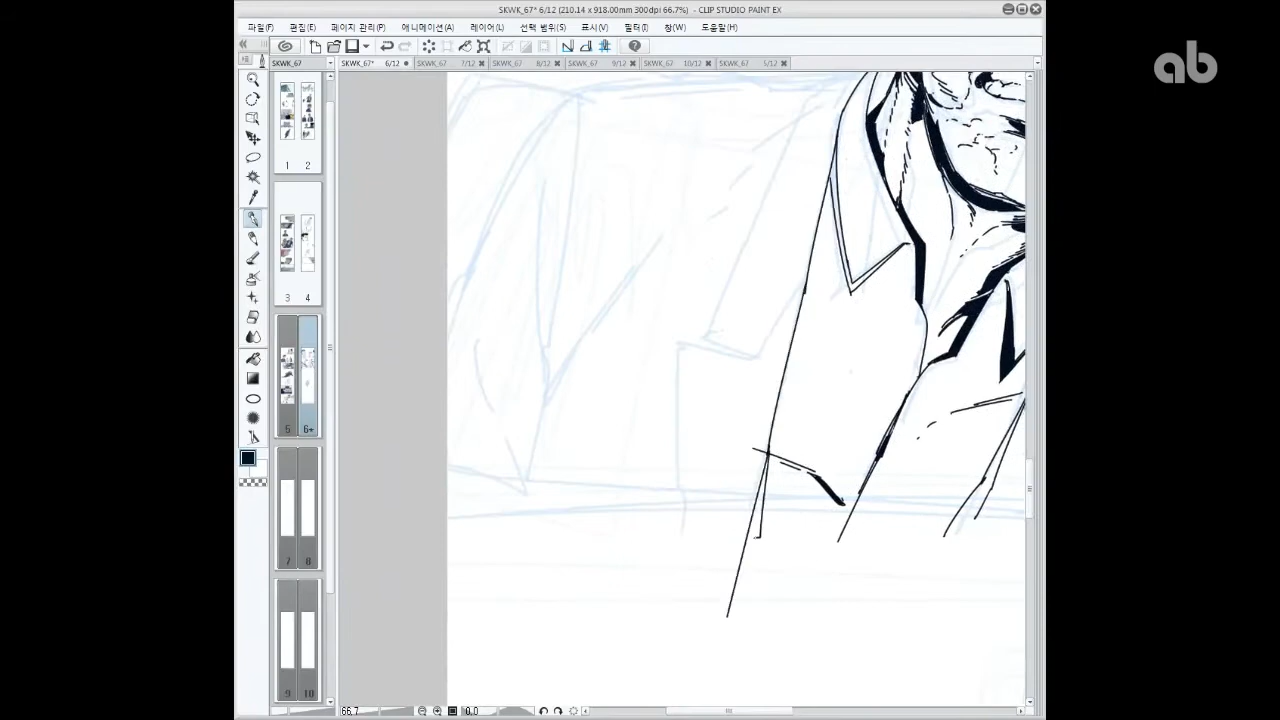 SKWK_67* 6/12 (210.14 x 918.00mm 300dpi 66.7%) - CLIP STUDIO PAINT EX
파일(F) 편집(E) 페이지 관리(P) 애니메이션(A) 레이어(L) 선택 범위(S) 표시(V) 필터(I) 창(W) 도움말(H)
SKWK_67 SKWK_67* 6/12 SKWK_67 7/12 SKWK_67 8/12 SKWK_67 9/12 SKWK_67 10/12 SKWK_67 5/12
ab
1 2
3 4
5 6+
7 8
9 10
66.7 0.0